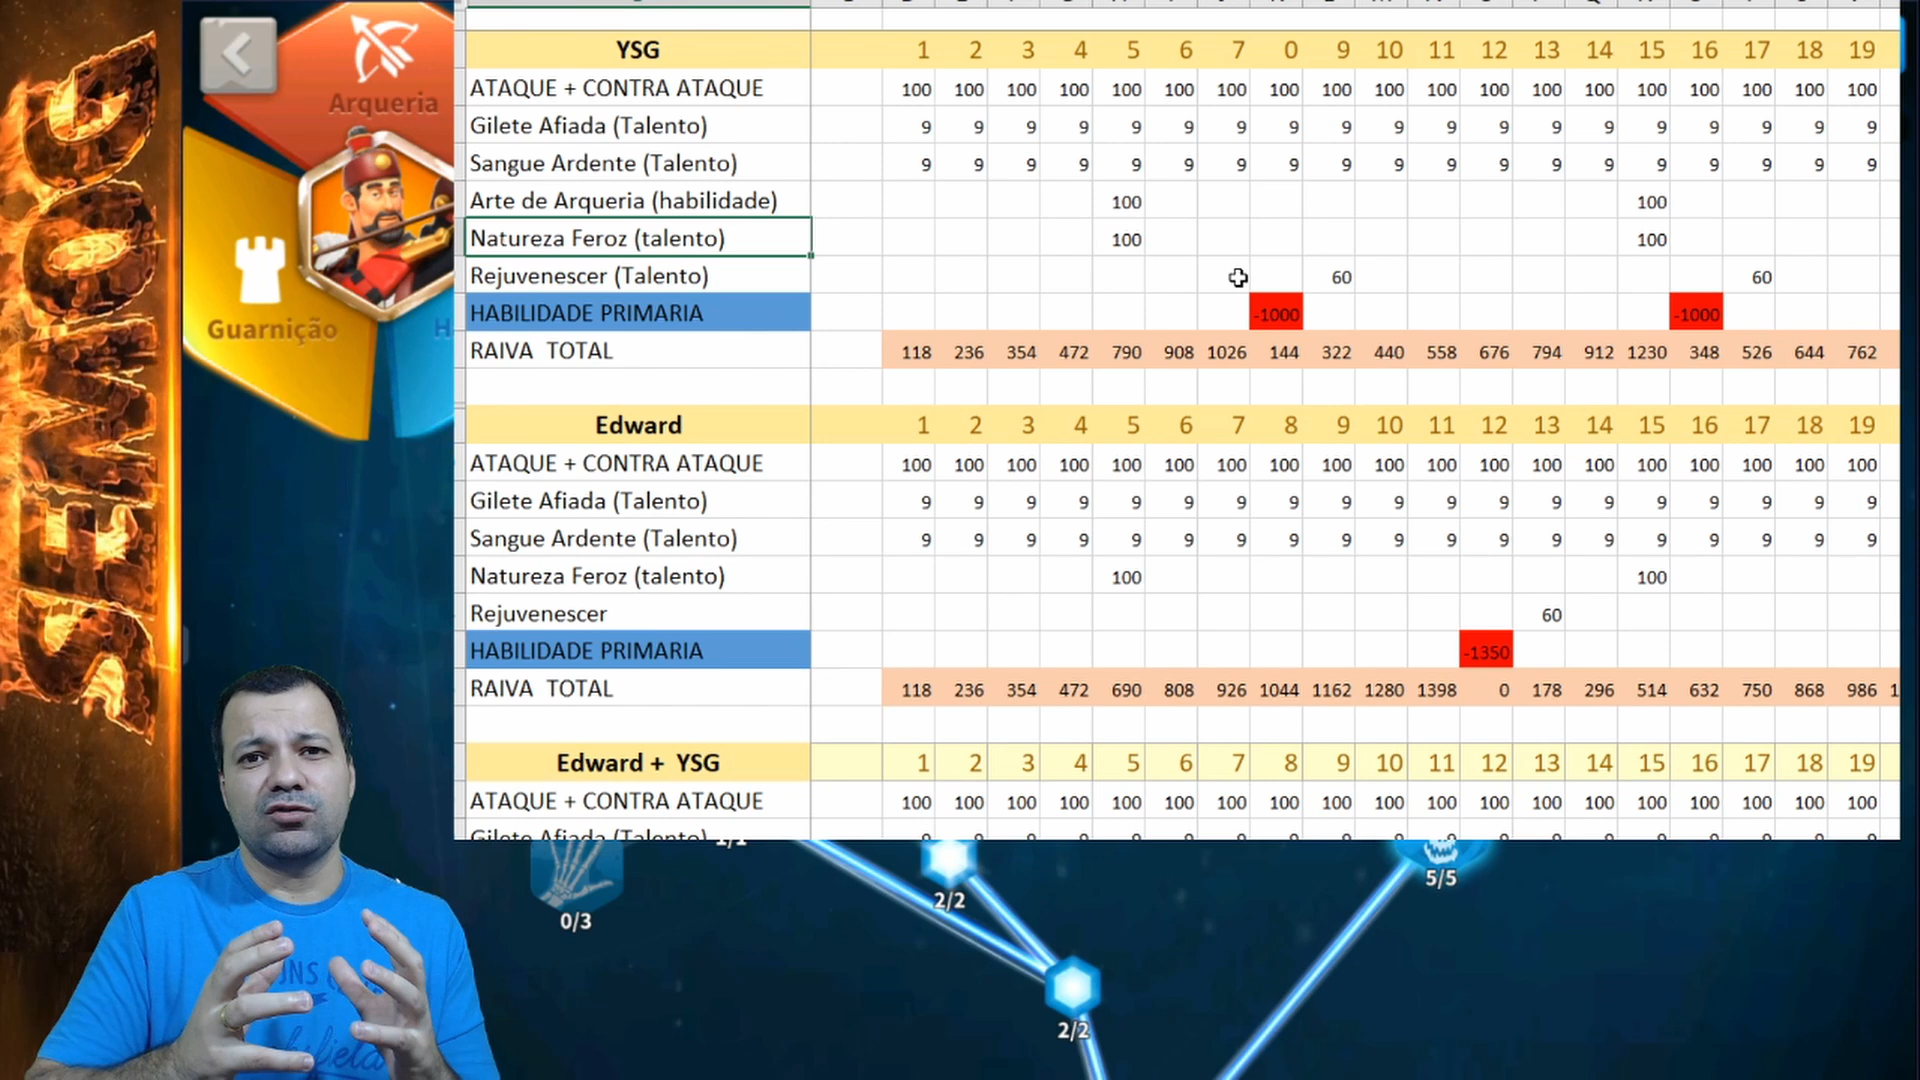 SEM OURO
Arqueria
Guarnição
YSG 1 2 3 4 5 6 7 0 9 10 11 12 13 14 15 16 17 18 19
ATAQUE + CONTRA ATAQUE 100 100 100 100 100 100 100 100 100 100 100 100 100 100 100 100 100 100 100
Gilete Afiada (Talento) 9 9 9 9 9 9 9 9 9 9 9 9 9 9 9 9 9 9 9
Sangue Ardente (Talento) 9 9 9 9 9 9 9 9 9 9 9 9 9 9 9 9 9 9 9
Arte de Arqueria (habilidade) 100 100
Natureza Feroz (talento) 100 100
Rejuvenescer (Talento) 60 60
HABILIDADE PRIMARIA -1000 -1000
RAIVA TOTAL 118 236 354 472 790 908 1026 144 322 440 558 676 794 912 1230 348 526 644 762
Edward 1 2 3 4 5 6 7 8 9 10 11 12 13 14 15 16 17 18 19
ATAQUE + CONTRA ATAQUE 100 100 100 100 100 100 100 100 100 100 100 100 100 100 100 100 100 100 100
Gilete Afiada (Talento) 9 9 9 9 9 9 9 9 9 9 9 9 9 9 9 9 9 9 9
Sangue Ardente (Talento) 9 9 9 9 9 9 9 9 9 9 9 9 9 9 9 9 9 9 9
Natureza Feroz (talento) 100 100
Rejuvenescer 60
HABILIDADE PRIMARIA -1350
RAIVA TOTAL 118 236 354 472 690 808 926 1044 1162 1280 1398 0 178 296 514 632 750 868 986 1
Edward + YSG 1 2 3 4 5 6 7 8 9 10 11 12 13 14 15 16 17 18 19
ATAQUE + CONTRA ATAQUE 100 100 100 100 100 100 100 100 100 100 100 100 100 100 100 100 100 100 100
Gilete Afiada (Talento)
1/1
0/3
2/2
2/2
5/5